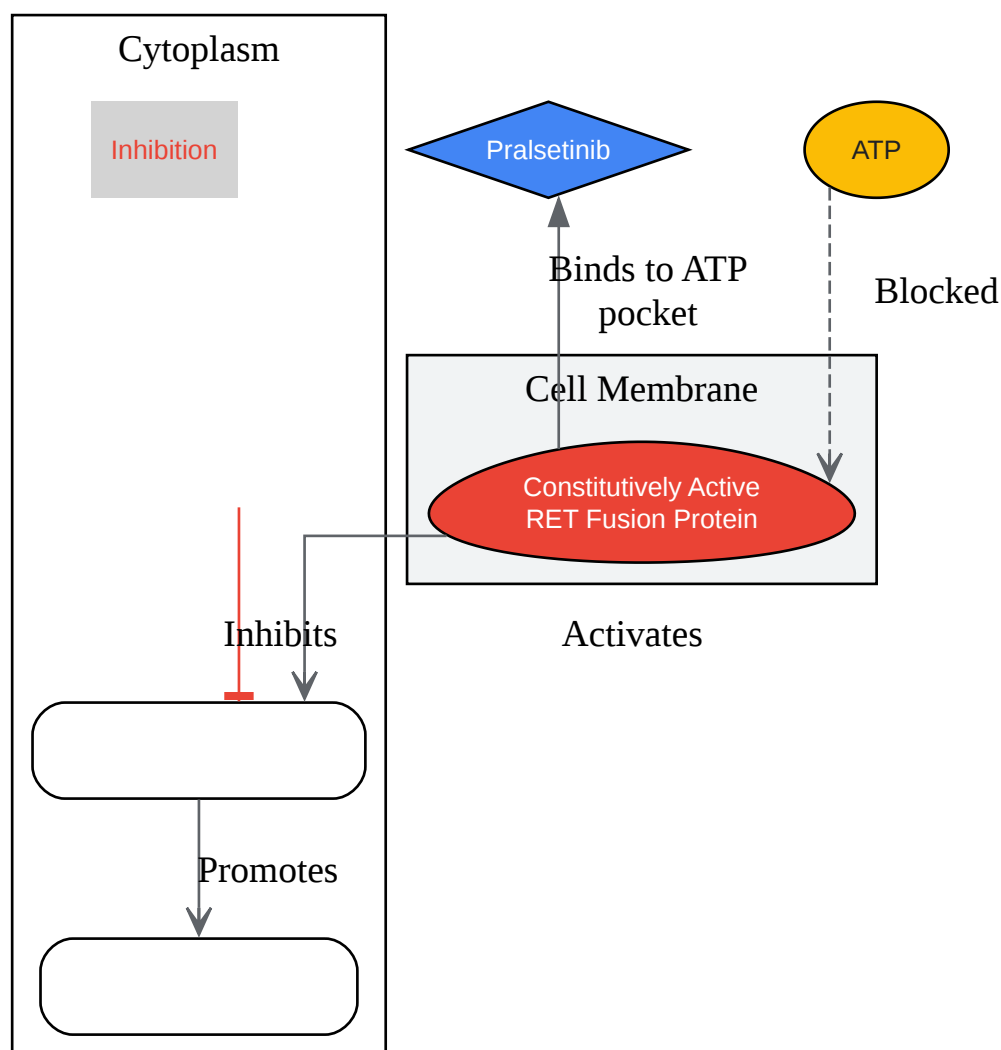 Cytoplasm
Inhibition
Pralsetinib
ATP
Binds to ATP
pocket
Blocked
Cell Membrane
Constitutively Active
RET Fusion Protein
Inhibits
Activates
Promotes